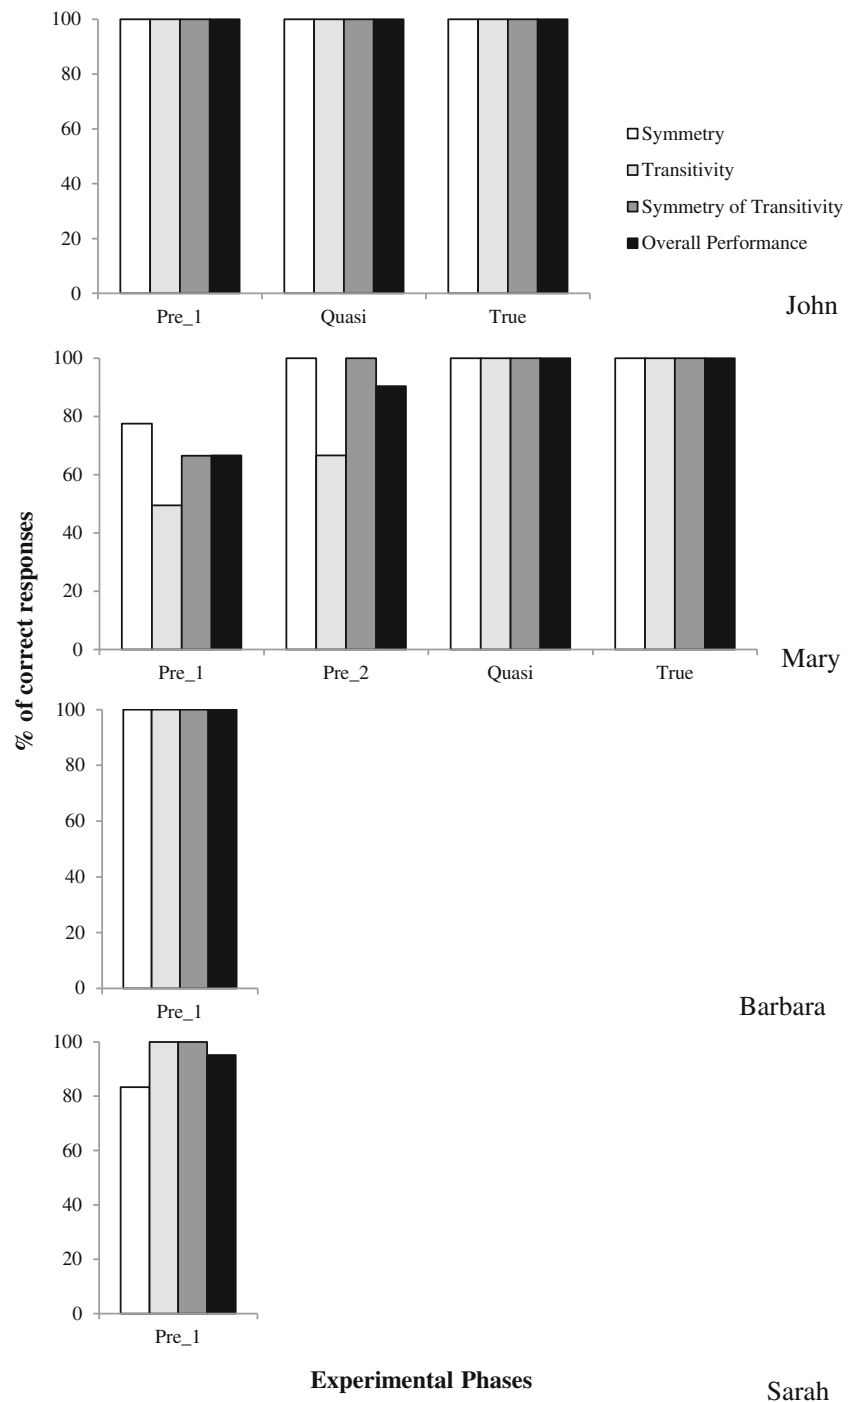 100
80
60
40
20
0
Pre_1 Quasi True
Symmetry
Transitivity
Symmetry of Transitivity
Overall Performance
John
100
80
60
40
20
0
Pre_1 Pre_2 Quasi True
Mary
% of correct responses
100
80
60
40
20
0
Pre_1
Barbara
100
80
60
40
20
0
Pre_1
Experimental Phases
Sarah